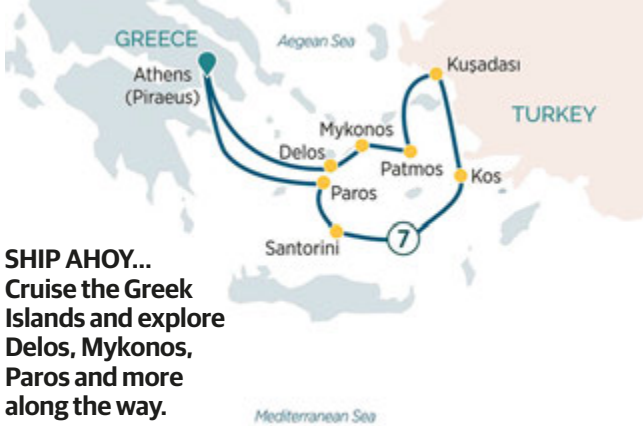 GREECE
Aegean Sea
Athens
(Piraeus)
Kuşadası
TURKEY
Mykonos
Delos
Patmos
Kos
Paros
Santorini
7
SHIP AHOY...
Cruise the Greek
Islands and explore
Delos, Mykonos,
Paros and more
along the way.
Mediterranean Sea